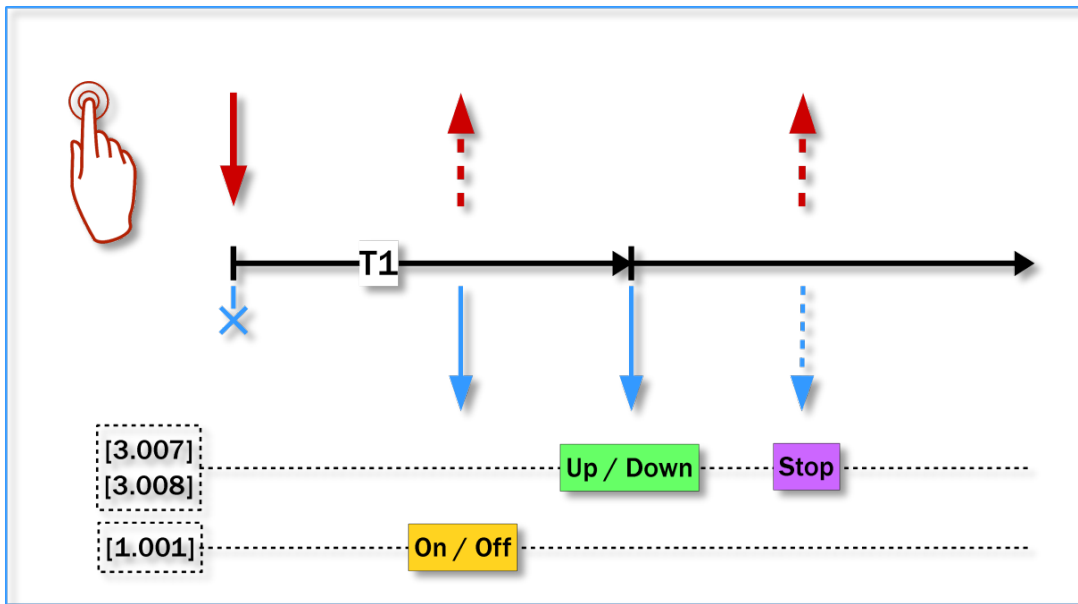 T1
[3.007]
[3.008]
Up / Down
Stop
[1.001]
On / Off